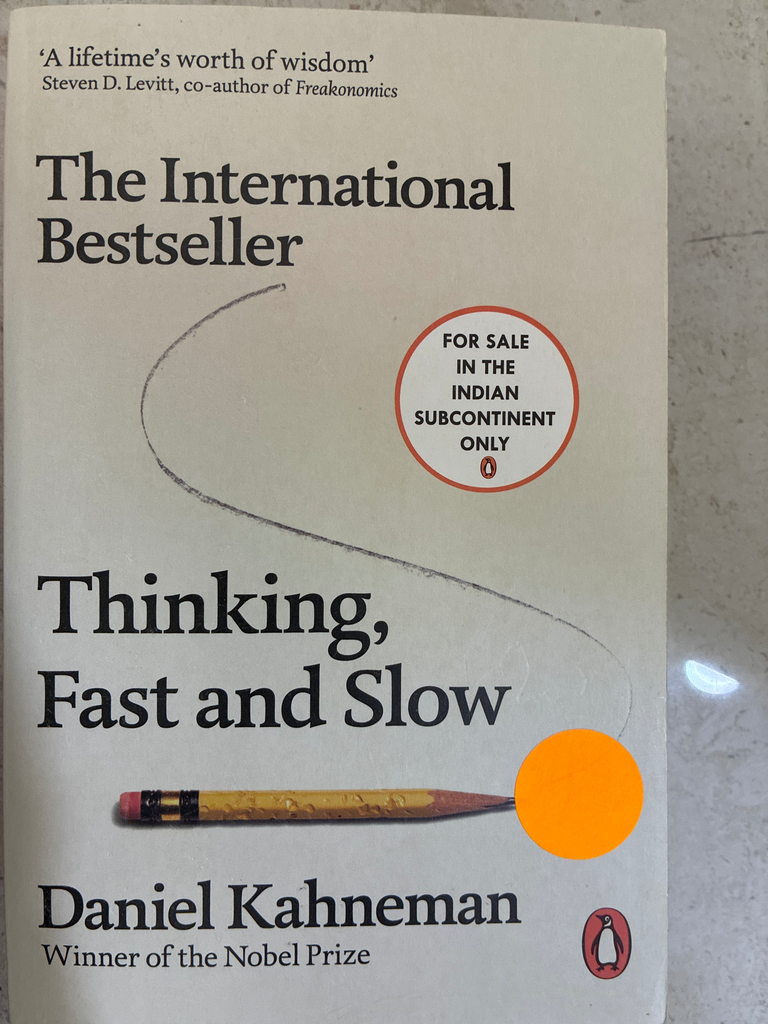 ‘A lifetime’s worth of wisdom’
Steven D. Levitt, co-author of Freakonomics
The International
Bestseller
FOR SALE
IN THE
INDIAN
SUBCONTINENT
ONLY
Thinking,
Fast and Slow
Daniel Kahneman
Winner of the Nobel Prize